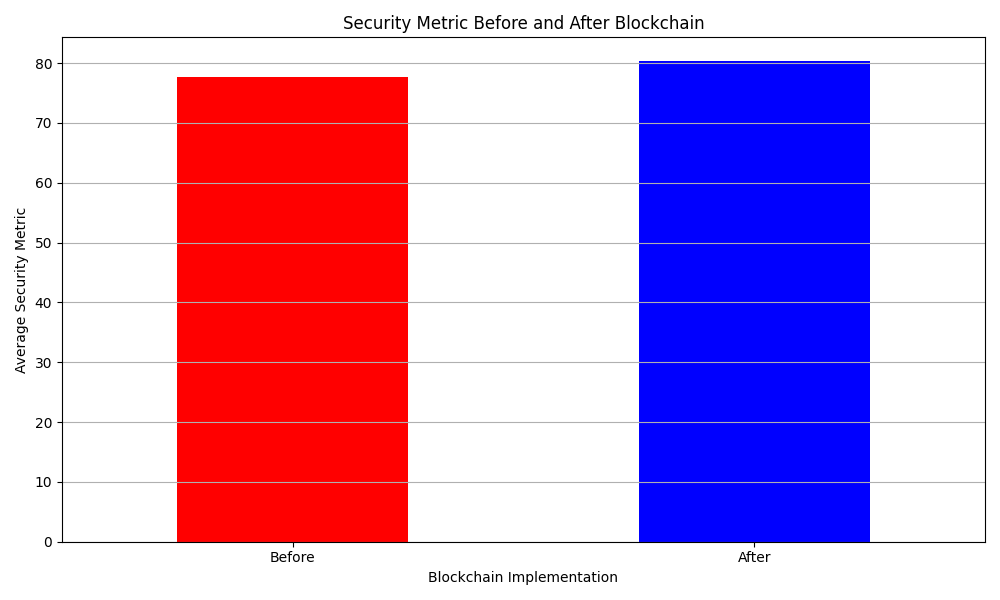 Security Metric Before and After Blockchain
Average Security Metric
80
70
60
50
40
30
20
10
0
Before
After
Blockchain Implementation